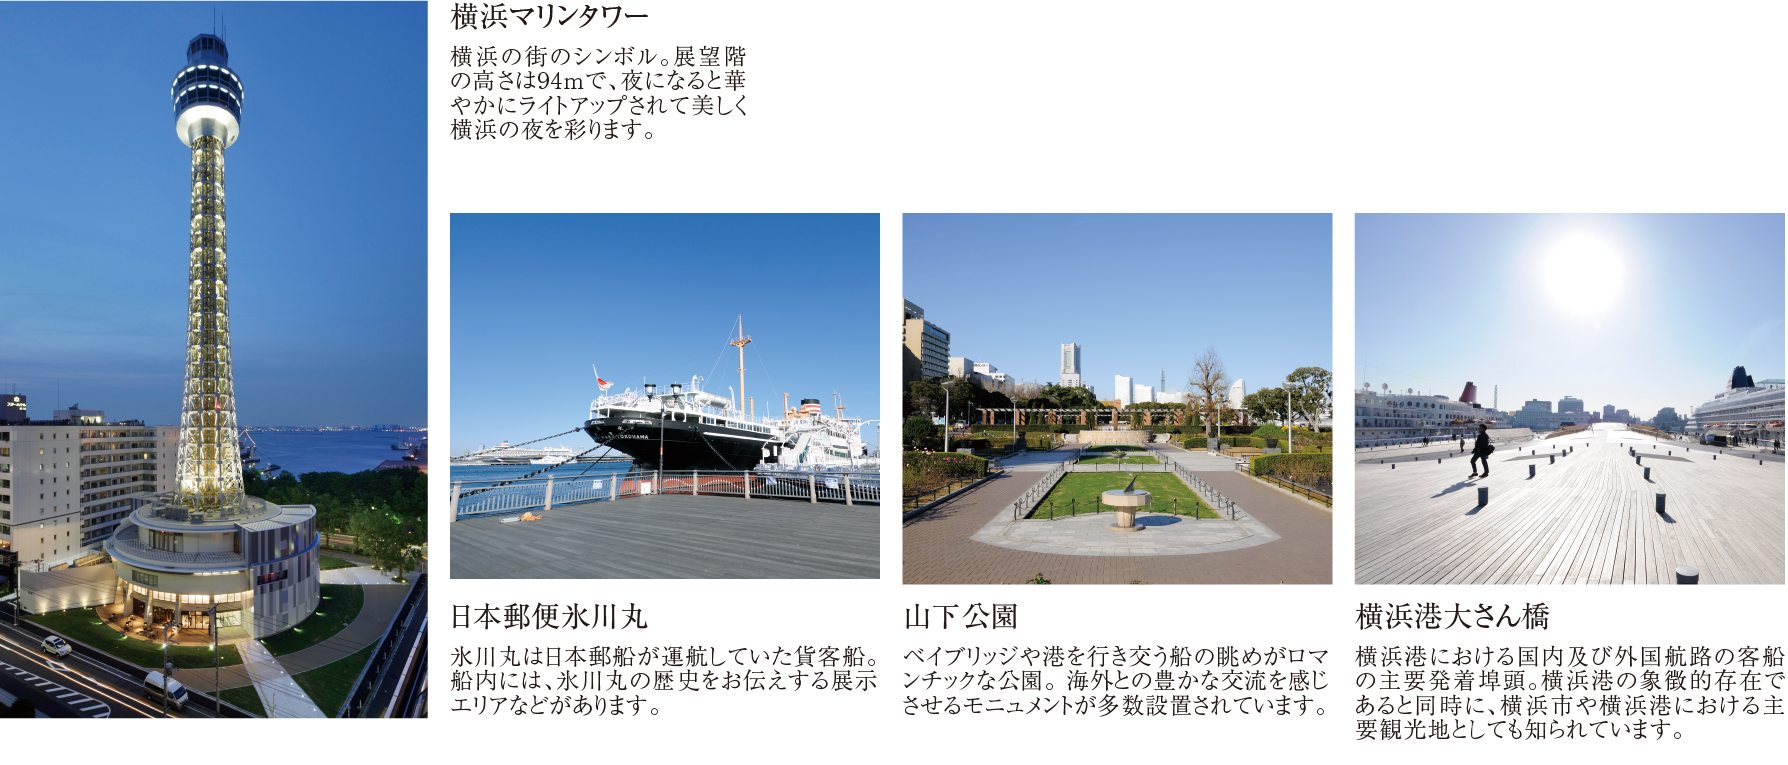 横浜マリンタワー
横浜の街のシンボル。展望階
の高さは94mで、夜になると華
やかにライトアップされて美しく
横浜の夜を彩ります。
YOKOHAMA
日本郵便氷川丸
氷川丸は日本郵船が運航していた貨客船。
船内には、氷川丸の歴史をお伝えする展示
エリアなどがあります。
山下公園
ベイブリッジや港を行き交う船の眺めがロマ
ンチックな公園。海外との豊かな交流を感じ
させるモニュメントが多数設置されています。
横浜港大さん橋
横浜港における国内及び外国航路の客船
の主要発着埠頭。横浜港の象徴的存在で
あると同時に、横浜市や横浜港における主
要観光地としても知られています。